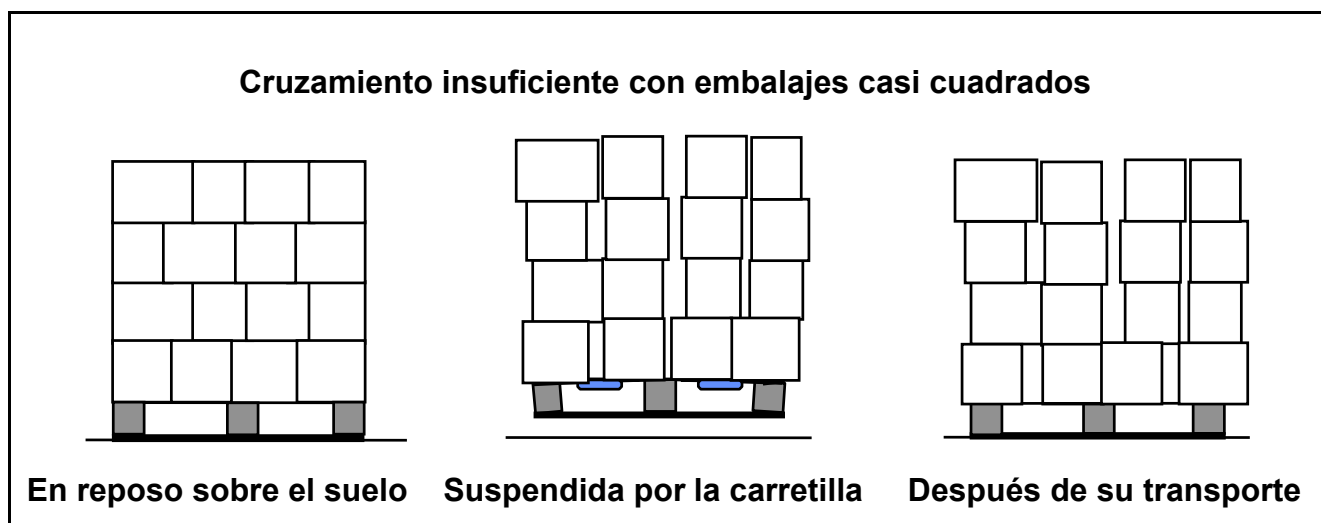 Cruzamiento insuficiente con embalajes casi cuadrados
En reposo sobre el suelo
Suspendida por la carretilla
Después de su transporte